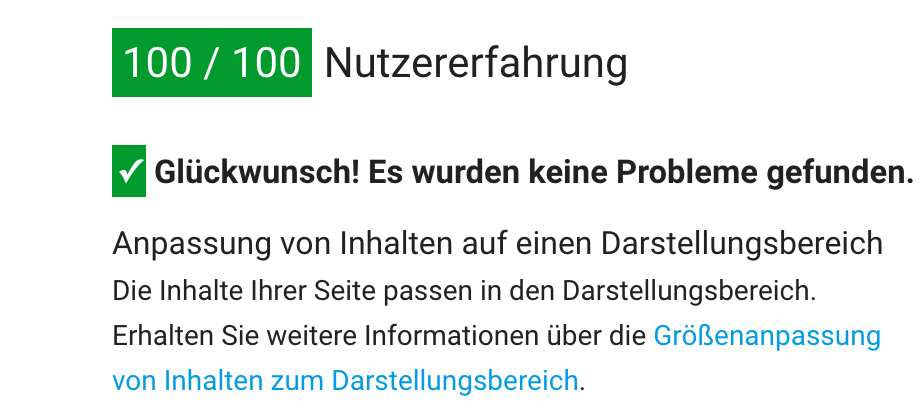 100 / 100 Nutzererfahrung
✓ Glückwunsch! Es wurden keine Probleme gefunden.
Anpassung von Inhalten auf einen Darstellungsbereich
Die Inhalte Ihrer Seite passen in den Darstellungsbereich.
Erhalten Sie weitere Informationen über die Größenanpassung
von Inhalten zum Darstellungsbereich.